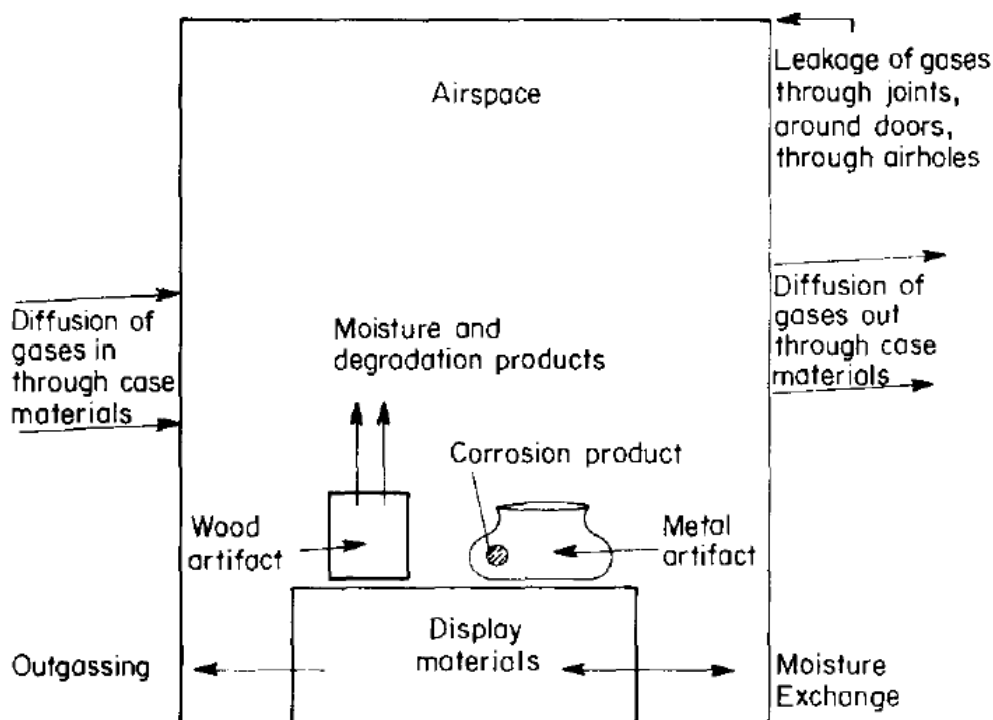 Airspace
Leakage of gases
through joints,
around doors,
through airholes
Diffusion of
gases in
through case
materials
Moisture and
degradation products
Diffusion of
gases out
through case
materials
Corrosion product
Wood
artifact
Metal
artifact
Display
materials
Outgassing
Moisture
Exchange